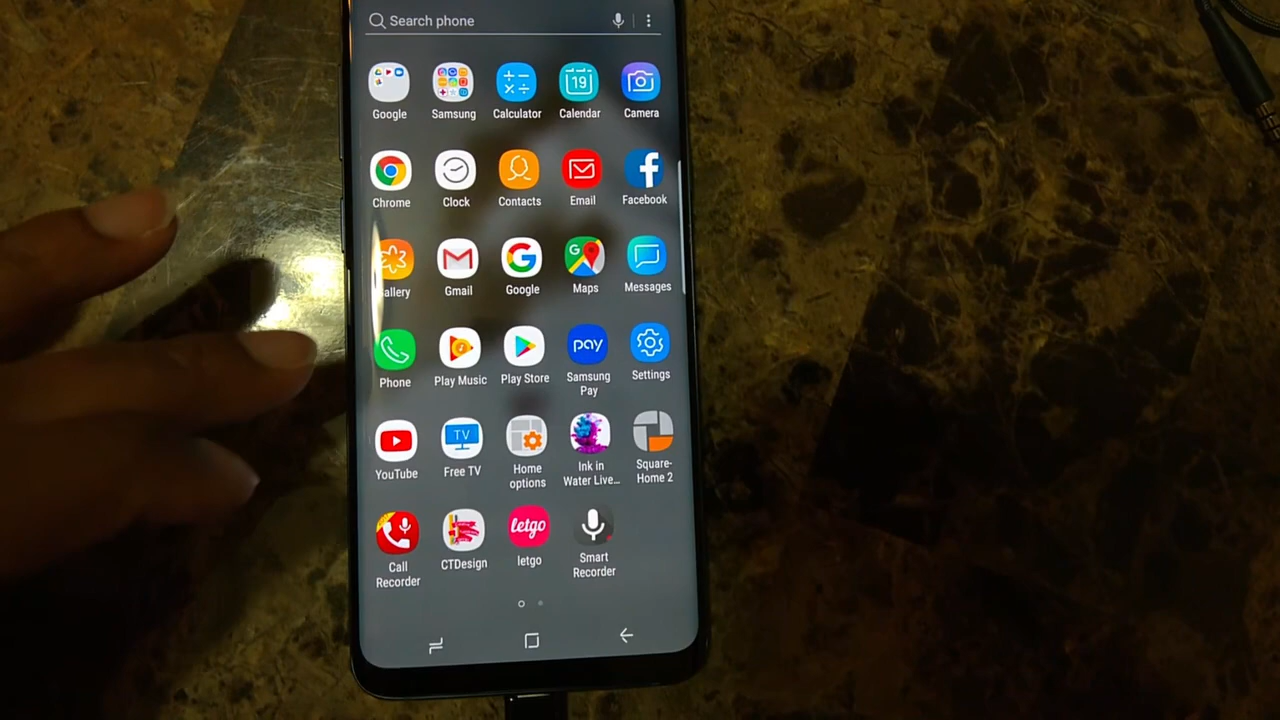 Search phone
Google
Samsung
Calculator
19
Calendar
Camera
Chrome
Clock
Contacts
Email
Facebook
allery
Gmail
Google
Maps
Messages
Phone
Play Music
Play Store
pay
Samsung
Pay
Settings
YouTube
TV
Free TV
Home
options
Ink in
Water Live...
Square-
Home 2
Call
Recorder
CTDesign
letgo
letgo
Smart
Recorder